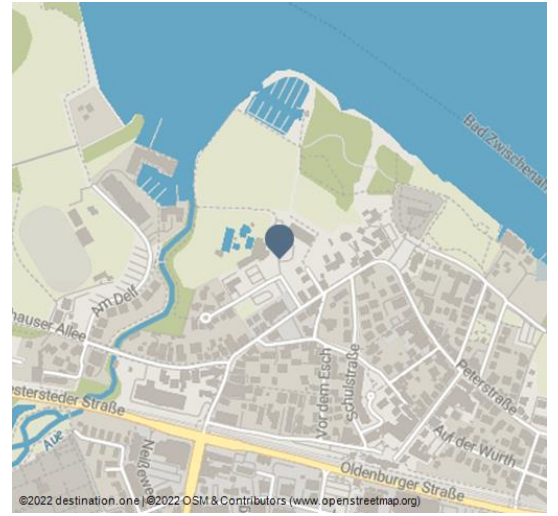 Bad Zwischenah
Am Delf
hauser Allee
estersteder Straße
Aue
Neißeweg
Vor dem Esch
Schulstraße
Peterstraße
Auf der Wurth
Oldenburger Straße
©2022 destination.one | ©2022 OSM & Contributors (www.openstreetmap.org)